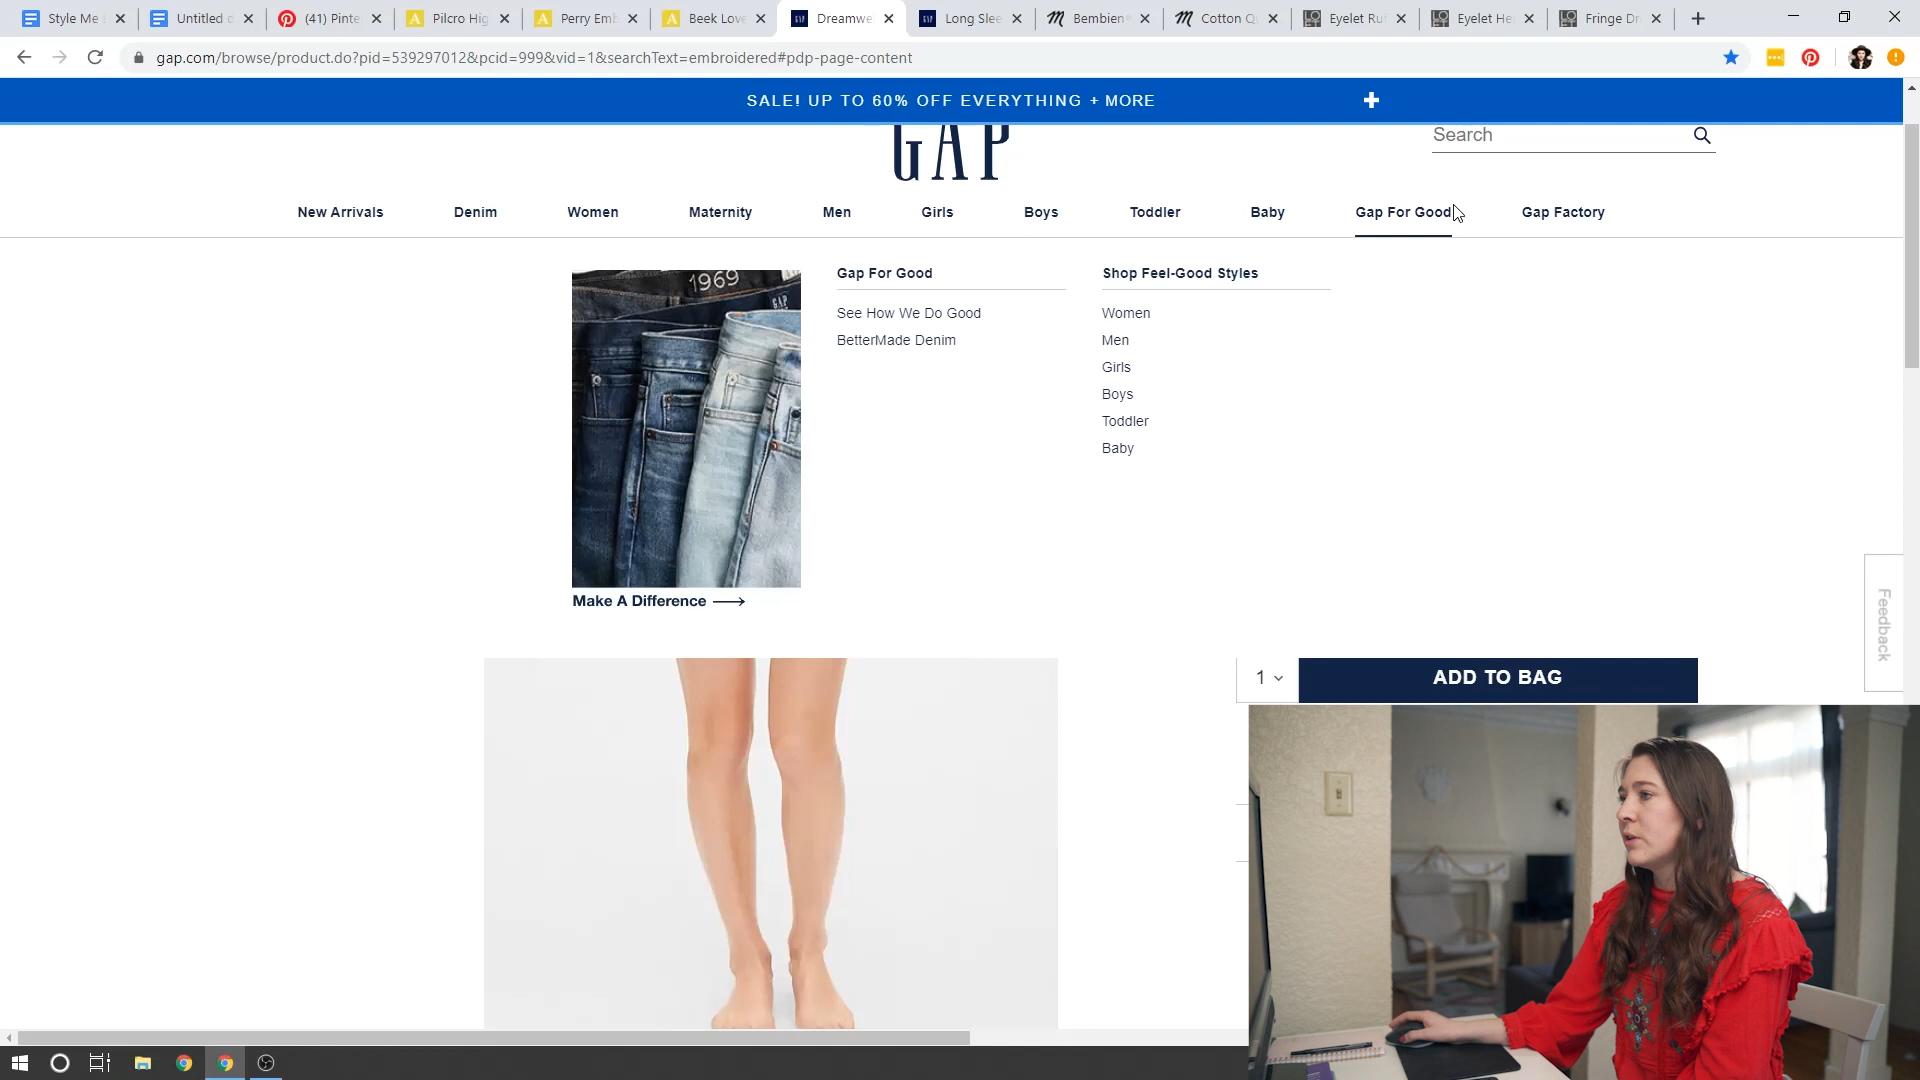 Style Me
Untitled
(41) Pinte
Pilcro Hig
Perry Emb
Beek Love
Dreamwe
Long Slee
Bembien
Cotton Q
Eyelet Ruf
Eyelet He
Fringe Dr
gap.com/browse/product.do?pid=539297012&pcid=999&vid=1&searchText=embroidered#pdp-page-content
SALE! UP TO 60% OFF EVERYTHING + MORE
GAP
Search
New Arrivals
Denim
Women
Maternity
Men
Girls
Boys
Toddler
Baby
Gap For Good
Gap Factory
1969
GAP
Make A Difference
Gap For Good
See How We Do Good
BetterMade Denim
Shop Feel-Good Styles
Women
Men
Girls
Boys
Toddler
Baby
Feedback
1
ADD TO BAG